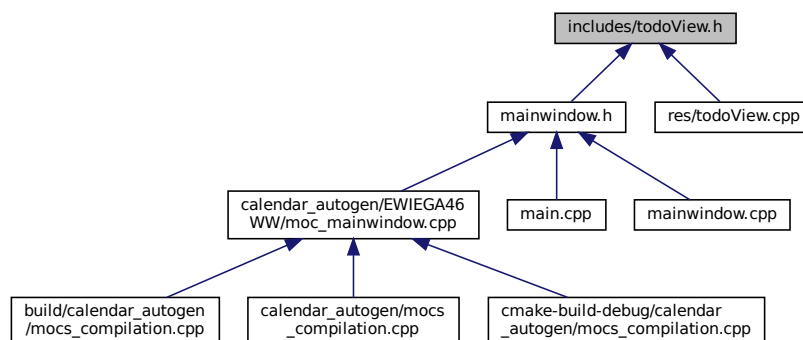 includes/todoView.h
mainwindow.h
res/todoView.cpp
calendar_autogen/EWIEGA46
WW/moc_mainwindow.cpp
main.cpp
mainwindow.cpp
build/calendar_autogen
/mocs_compilation.cpp
calendar_autogen/mocs
_compilation.cpp
cmake-build-debug/calendar
_autogen/mocs_compilation.cpp